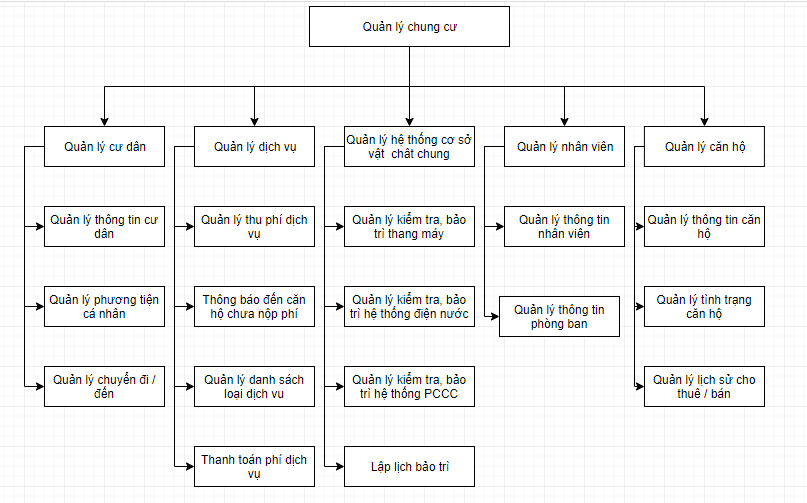 Quản lý chung cư
Quản lý cư dân
Quản lý dịch vụ
Quản lý hệ thống cơ sở
vật chât chung
Quản lý nhân viên
Quản lý căn hộ
Quản lý thông tin cư
dân
Quản lý thu phí dịch
vụ
Quản lý kiểm tra, bảo
trì thang máy
Quản lý thông tin
nhân viên
Quản lý thông tin căn
hộ
Quản lý phương tiện
cá nhân
Thông báo đến căn
hộ chưa nộp phí
Quản lý kiểm tra, bảo
trì hệ thống điện nước
Quản lý thông tin
phòng ban
Quản lý tình trạng
căn hộ
Quản lý chuyển đi /
đến
Quản lý danh sách
loại dịch vu
Quản lý kiểm tra, bảo
trì hệ thống PCCC
Quản lý lịch sử cho
thuê / bán
Thanh toán phí dịch
vụ
Lập lịch bảo trì